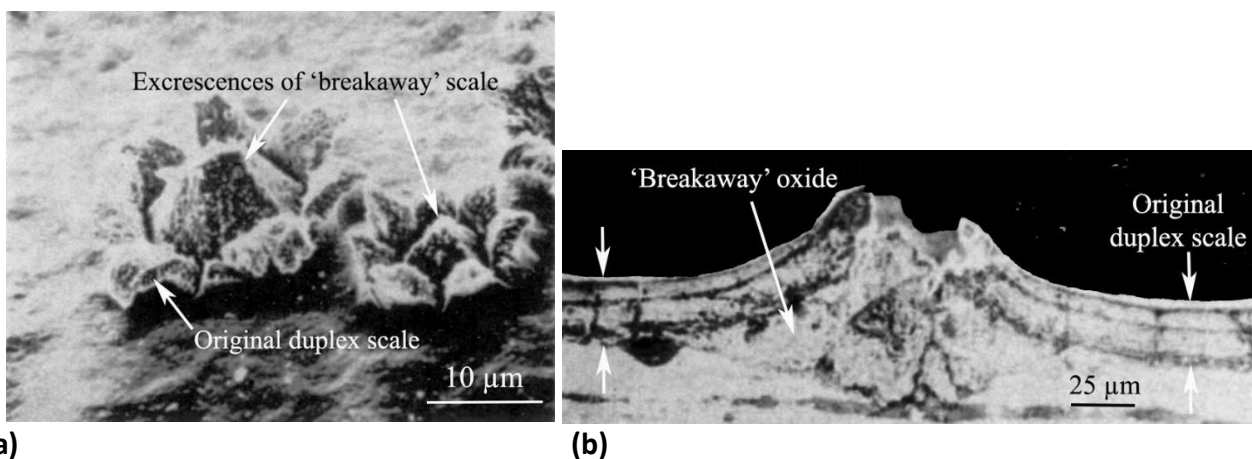 Excrescences of ‘breakaway’ scale
Original duplex scale
10 µm
a)
‘Breakaway’ oxide
Original
duplex scale
25 µm
(b)